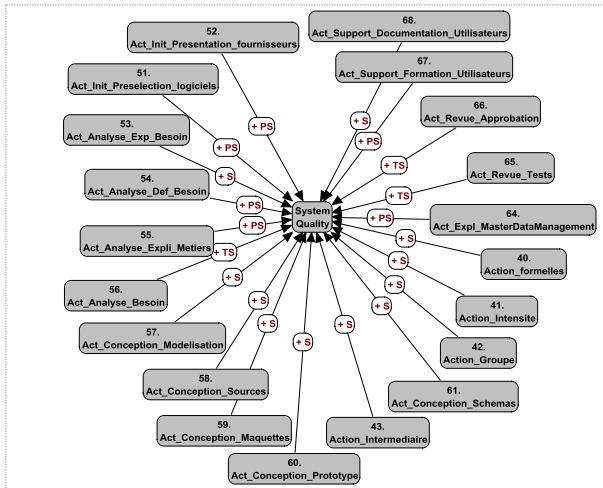 52.
Act_Init_Presentation_fournisseurs
68.
Act_Support_Documentation_Utilisateurs
67.
Act_Support_Formation_Utilisateurs
51.
Act_Init_Preselection_logiciels
66.
Act_Revue_Approbation
53.
Act_Analyse_Exp_Besoin
65.
Act_Revue_Tests
54.
Act_Analyse_Def_Besoin
64.
Act_Expl_MasterDataManagement
55.
Act_Analyse_Expli_Metiers
40.
Action_formelles
56.
Act_Analyse_Besoin
41.
Action_Intensite
57.
Act_Conception_Modelisation
42.
Action_Groupe
58.
Act_Conception_Sources
61.
Act_Conception_Schemas
59.
Act_Conception_Maquettes
43.
Action_Intermediaire
60.
Act_Conception_Prototype
System
Quality
+ PS
+ S
+ PS
+ PS
+ TS
+ S
+ TS
+ PS
+ PS
+ PS
+ TS
+ S
+ S
+ S
+ S
+ S
+ S
+ S
+ S
+ S